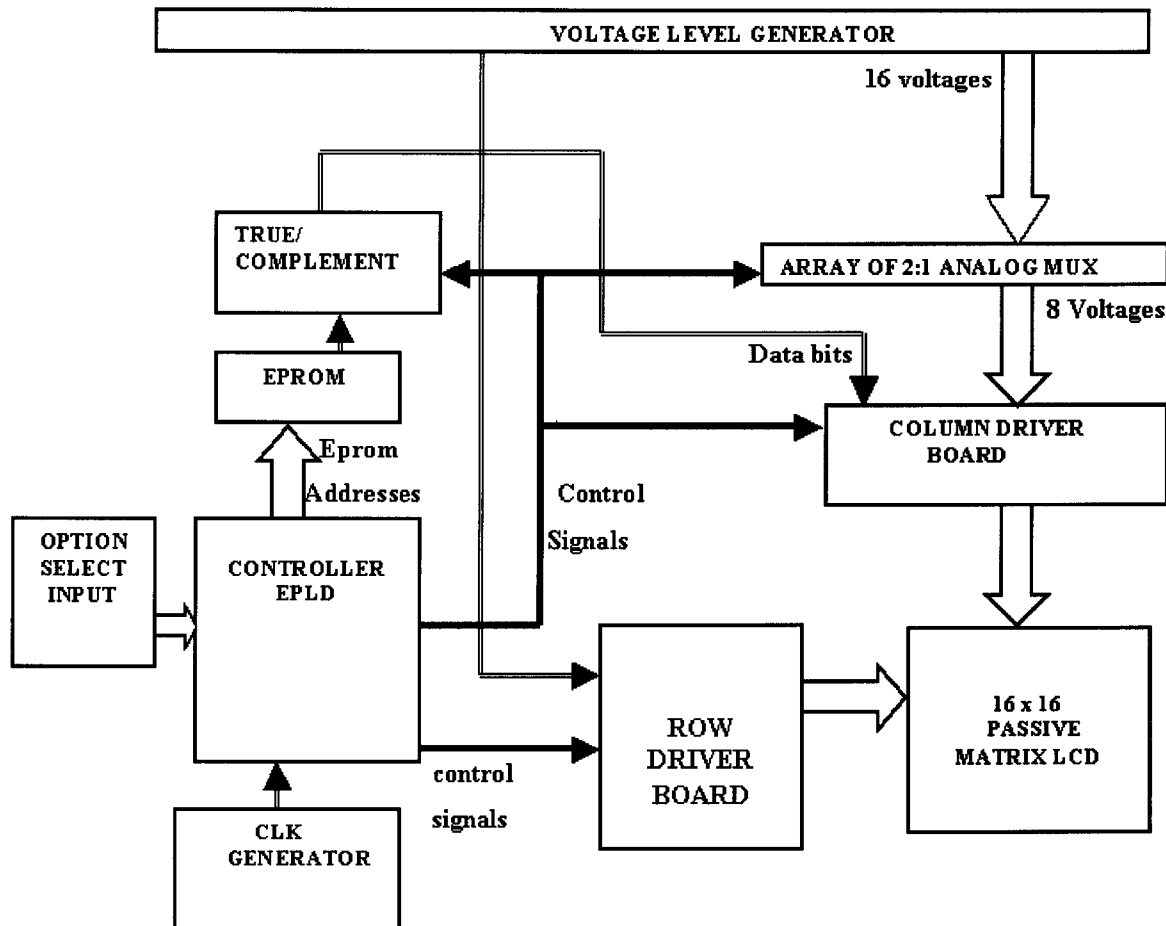 VOLTAGE LEVEL GENERATOR
16 voltages
TRUE/
COMPLEMENT
ARRAY OF 2:1 ANALOG MUX
8 Voltages
Data bits
EPROM
COLUMN DRIVER
BOARD
Eprom
Addresses
Control
Signals
OPTION
SELECT
INPUT
CONTROLLER
EPLD
ROW
DRIVER
BOARD
16 x 16
PASSIVE
MATRIX LCD
control
signals
CLK
GENERATOR